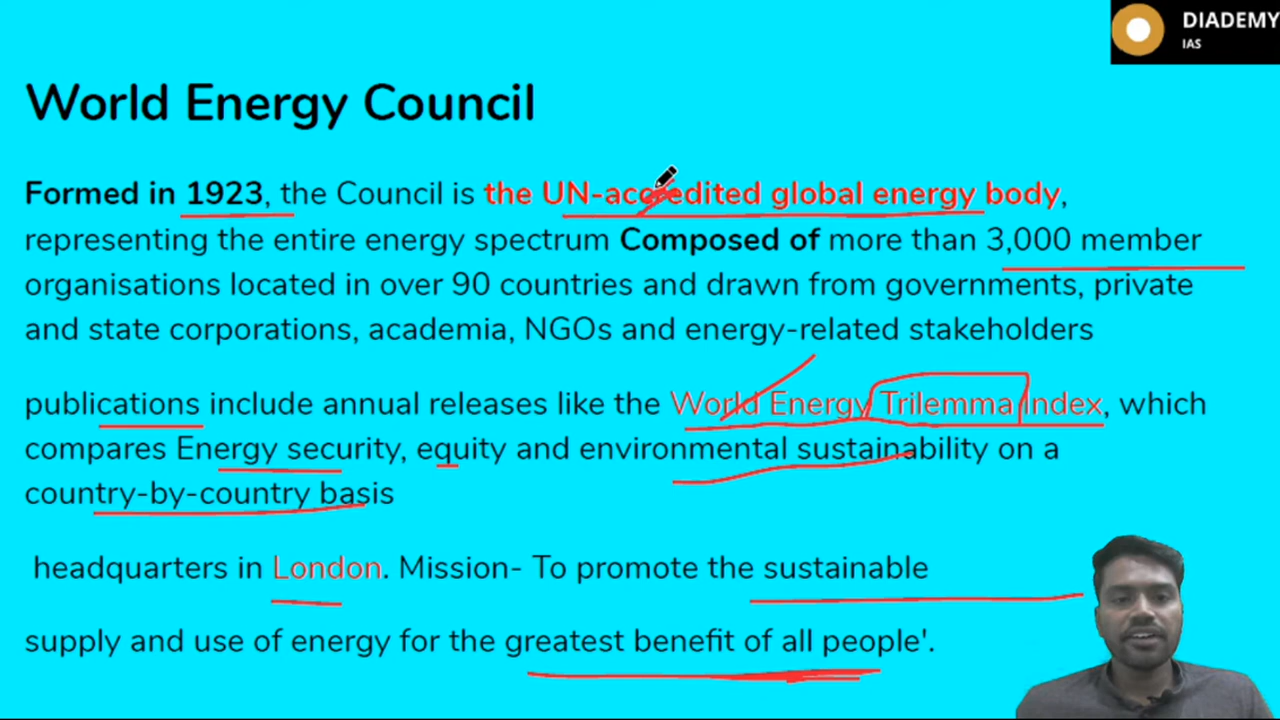 DIADEMY
IAS
World Energy Council
Formed in 1923, the Council is the UN-accredited global energy body,
representing the entire energy spectrum Composed of more than 3,000 member
organisations located in over 90 countries and drawn from governments, private
and state corporations, academia, NGOs and energy-related stakeholders
publications include annual releases like the World Energy Trilemma Index, which
compares Energy security, equity and environmental sustainability on a
country-by-country basis
headquarters in London. Mission- To promote the sustainable
supply and use of energy for the greatest benefit of all people'.